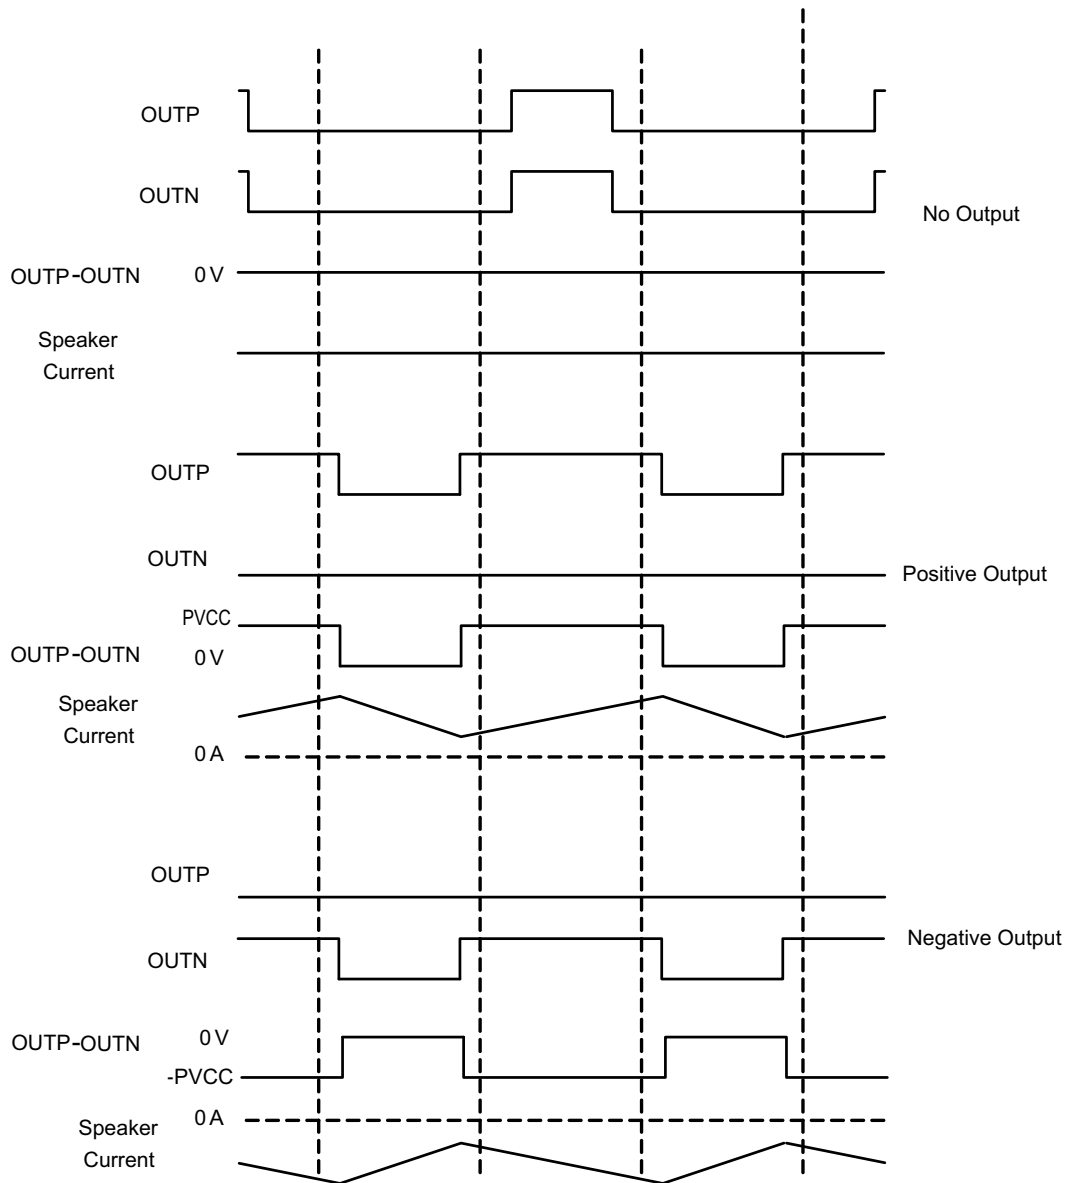 OUTP
OUTN
No Output
OUTP-OUTN 0 V
Speaker
Current
OUTP
OUTN
Positive Output
PVCC
OUTP-OUTN 0 V
Speaker
Current
0 A
OUTP
Negative Output
OUTN
OUTP-OUTN 0 V
-PVCC
0 A
Speaker
Current